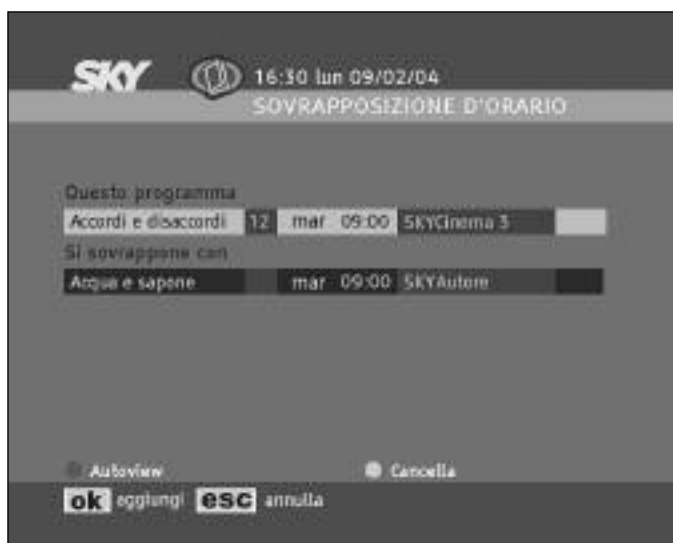 SKY 16:30 lun 09/02/04
SOVRAPPOSIZIONE D'ORARIO
Questo programma
Accordi e disaccordi 12 mar 09:00 SKYCinema 3
Si sovrappone con
Acqua e sapone mar 09:00 SKYAutore
Autoview Cancella
ok aggiungi esc annulla